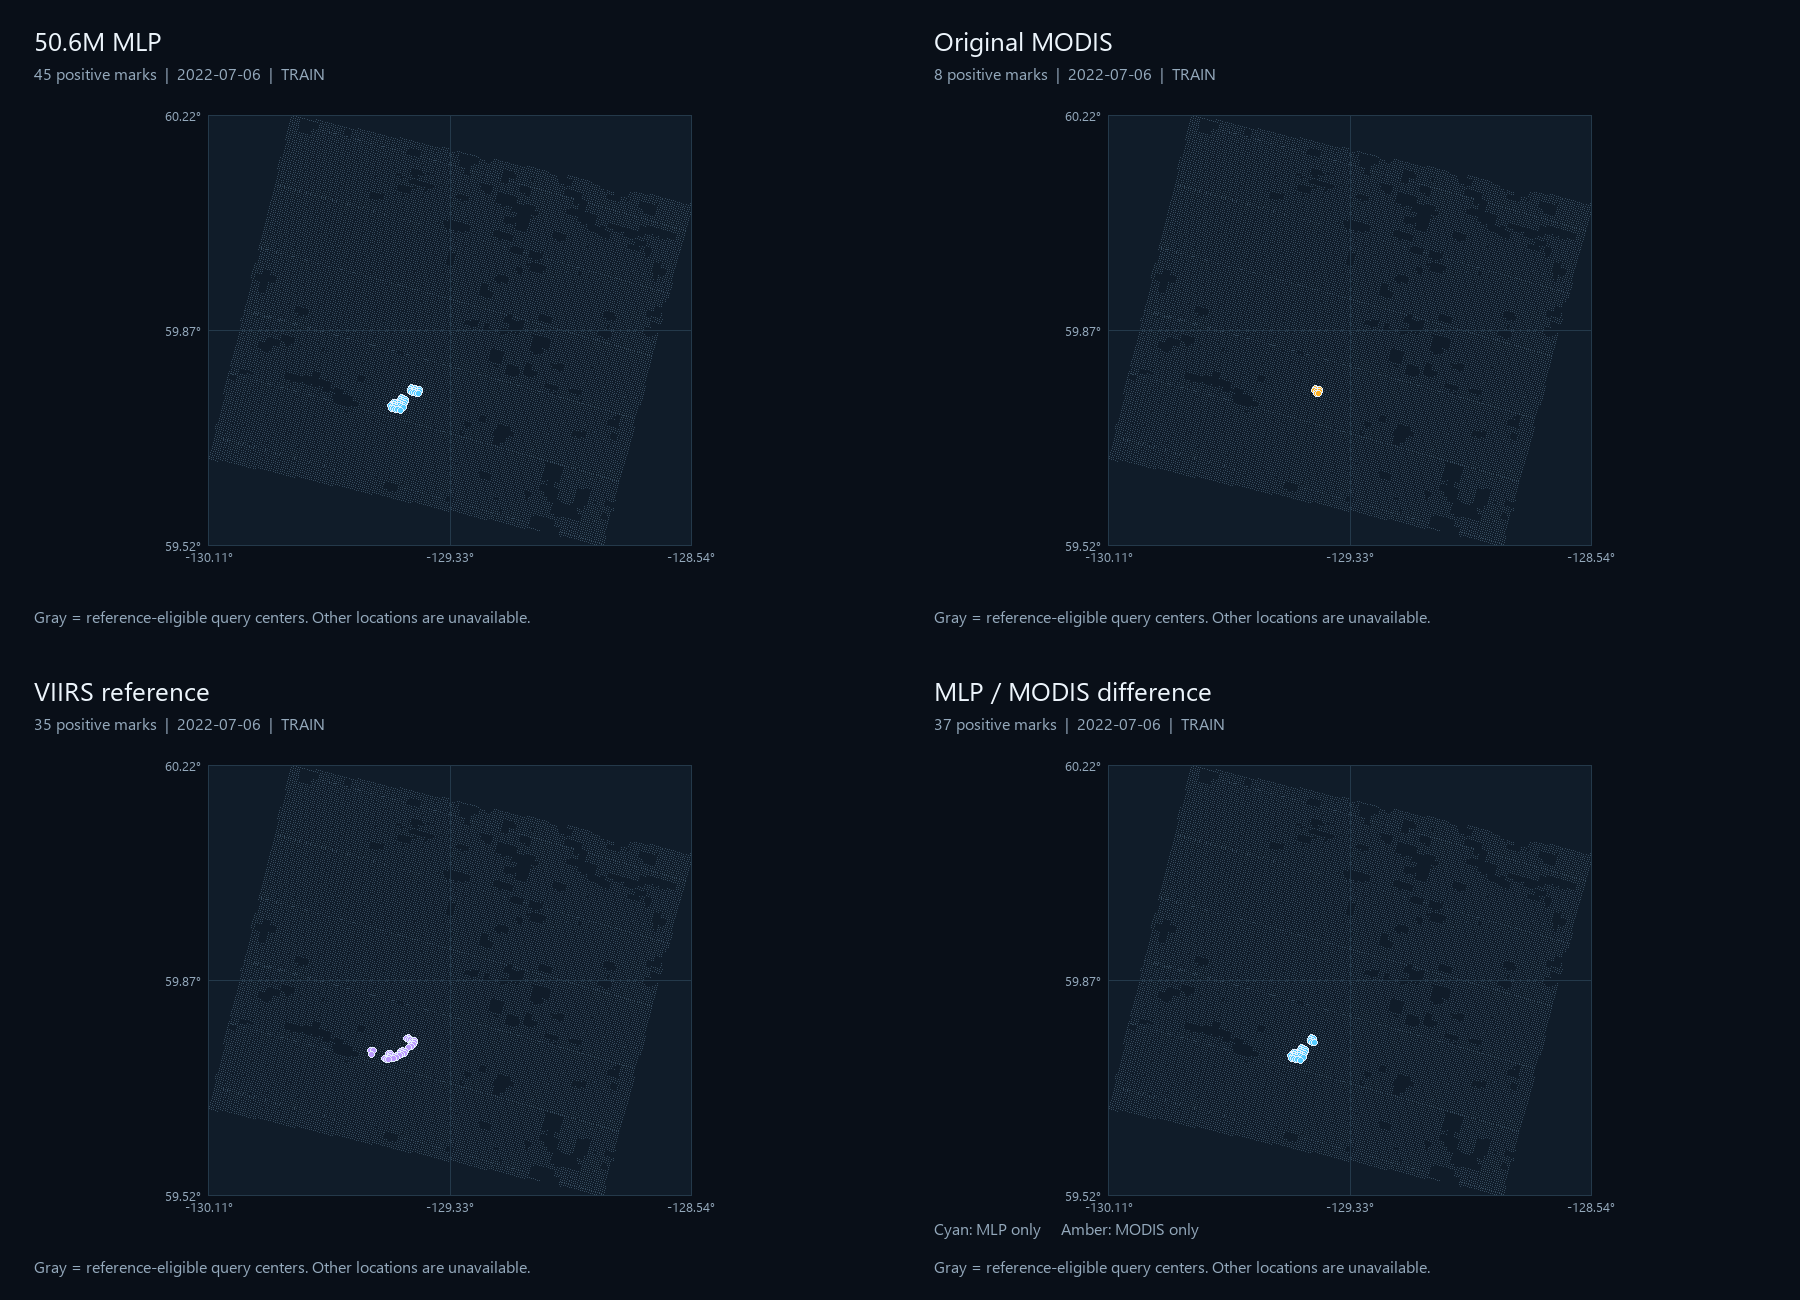 50.6M MLP
45 positive marks | 2022-07-06 | TRAIN
60.22°
59.87°
59.52°
-130.11°
-129.33°
-128.54°
Gray = reference-eligible query centers. Other locations are unavailable.
Original MODIS
8 positive marks | 2022-07-06 | TRAIN
60.22°
59.87°
59.52°
-130.11°
-129.33°
-128.54°
Gray = reference-eligible query centers. Other locations are unavailable.
VIIRS reference
35 positive marks | 2022-07-06 | TRAIN
60.22°
59.87°
59.52°
-130.11°
-129.33°
-128.54°
Gray = reference-eligible query centers. Other locations are unavailable.
MLP / MODIS difference
37 positive marks | 2022-07-06 | TRAIN
60.22°
59.87°
59.52°
-130.11°
-129.33°
-128.54°
Cyan: MLP only Amber: MODIS only
Gray = reference-eligible query centers. Other locations are unavailable.